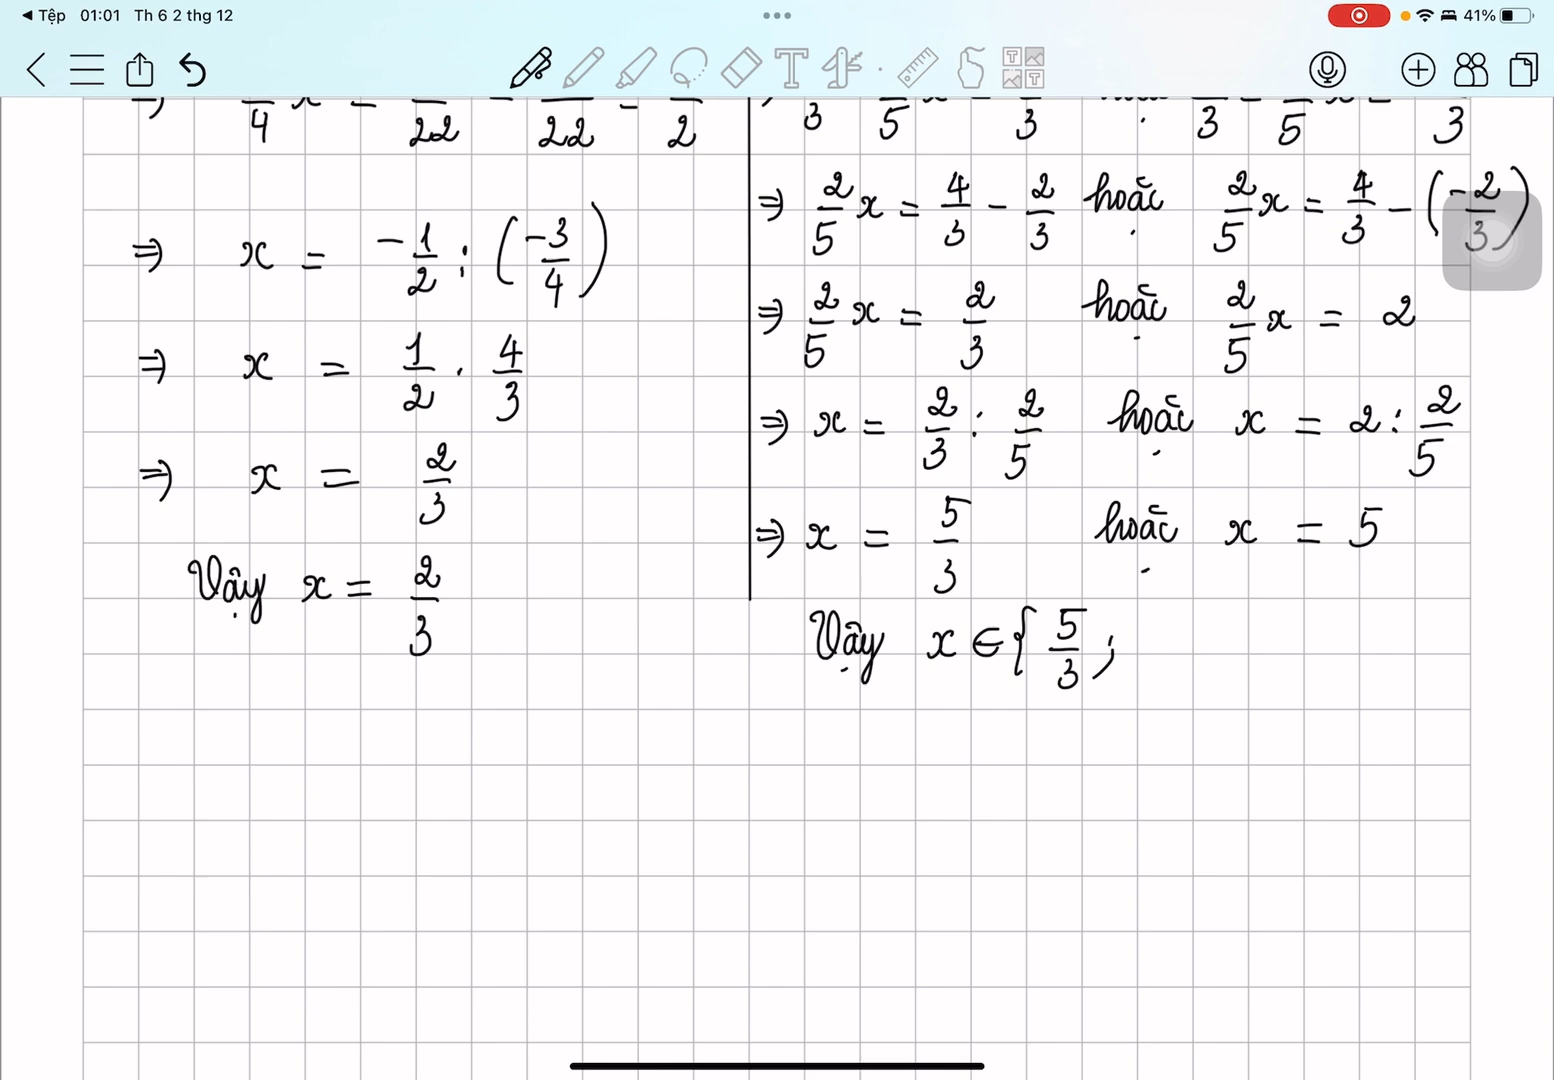 Tệp 01:01 Th 6 2 thg 12
41%
⇒ x = -1/2 : (-3/4)
⇒ x = 1/2 . 4/3
⇒ x = 2/3
Vậy x = 2/3
⇒ 2/5 x = 4/3 - 2/3 hoặc 2/5 x = 4/3 - (-2/3)
⇒ 2/5 x = 2/3 hoặc 2/5 x = 2
⇒ x = 2/3 : 2/5 hoặc x = 2 : 2/5
⇒ x = 5/3 hoặc x = 5
Vậy x ∈ { 5/3 ;